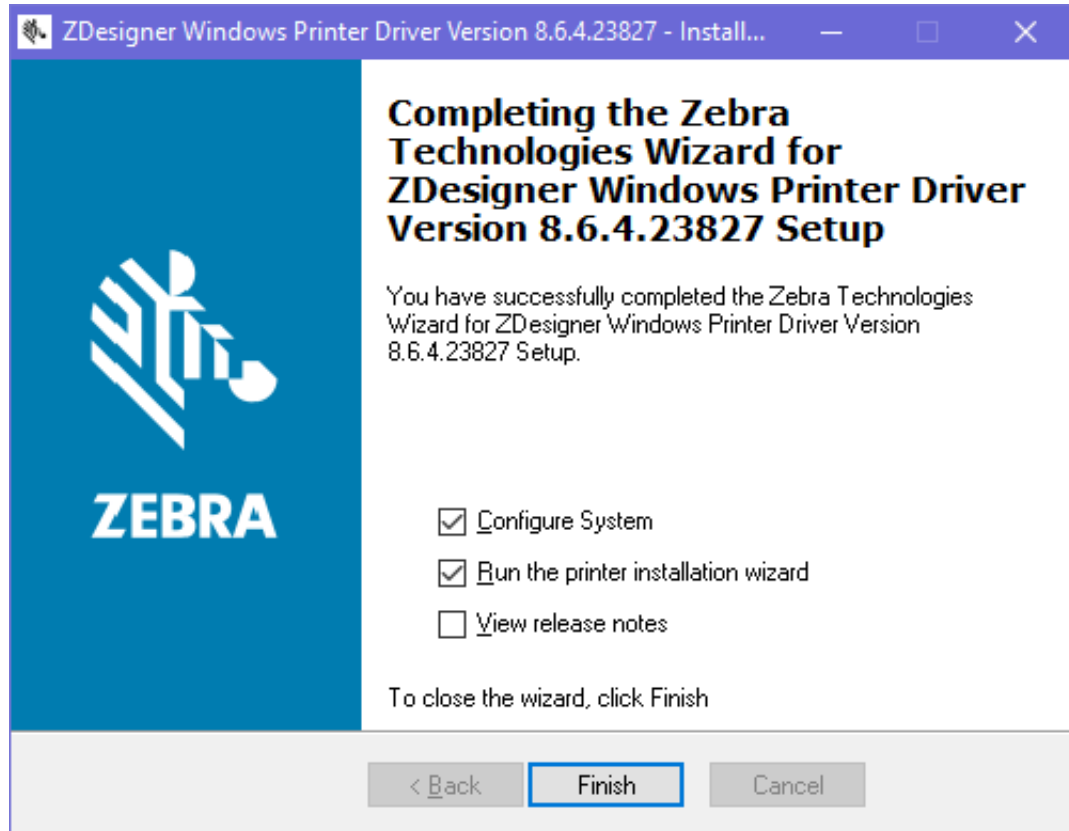 ZDesigner Windows Printer Driver Version 8.6.4.23827 - Install...
Completing the Zebra
Technologies Wizard for
ZDesigner Windows Printer Driver
Version 8.6.4.23827 Setup
You have successfully completed the Zebra Technologies
Wizard for ZDesigner Windows Printer Driver Version
8.6.4.23827 Setup.
ZEBRA
Configure System
Run the printer installation wizard
View release notes
To close the wizard, click Finish
< Back
Finish
Cancel